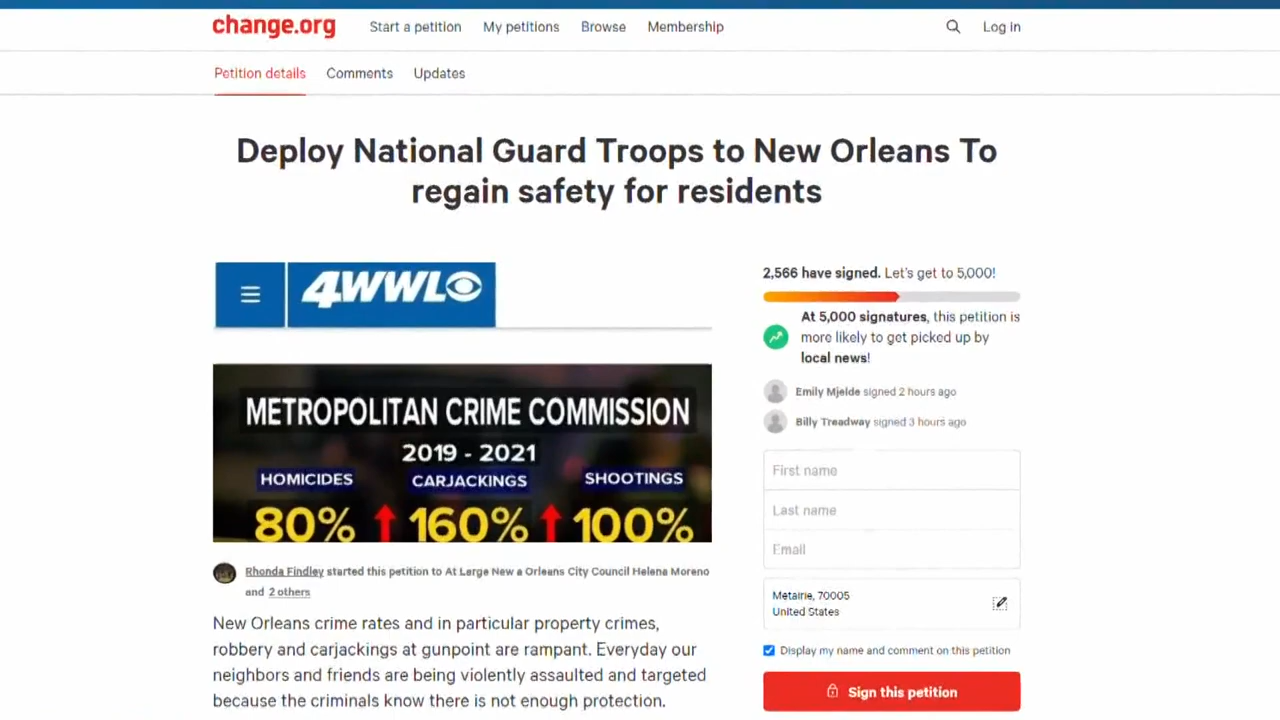 change.org
Start a petition
My petitions
Browse
Membership
Log in
Petition details
Comments
Updates
Deploy National Guard Troops to New Orleans To
regain safety for residents
4WWL
METROPOLITAN CRIME COMMISSION
2019 - 2021
HOMICIDES
CARJACKINGS
SHOOTINGS
80% 160% 100%
Rhonda Findley started this petition to At Large New a Orleans City Council Helena Moreno
and 2 others
New Orleans crime rates and in particular property crimes,
robbery and carjackings at gunpoint are rampant. Everyday our
neighbors and friends are being violently assaulted and targeted
because the criminals know there is not enough protection.
2,566 have signed. Let's get to 5,000!
At 5,000 signatures, this petition is
more likely to get picked up by
local news!
Emily Mjelde signed 2 hours ago
Billy Treadway signed 3 hours ago
First name
Last name
Email
Metairie, 70005
United States
Display my name and comment on this petition
Sign this petition